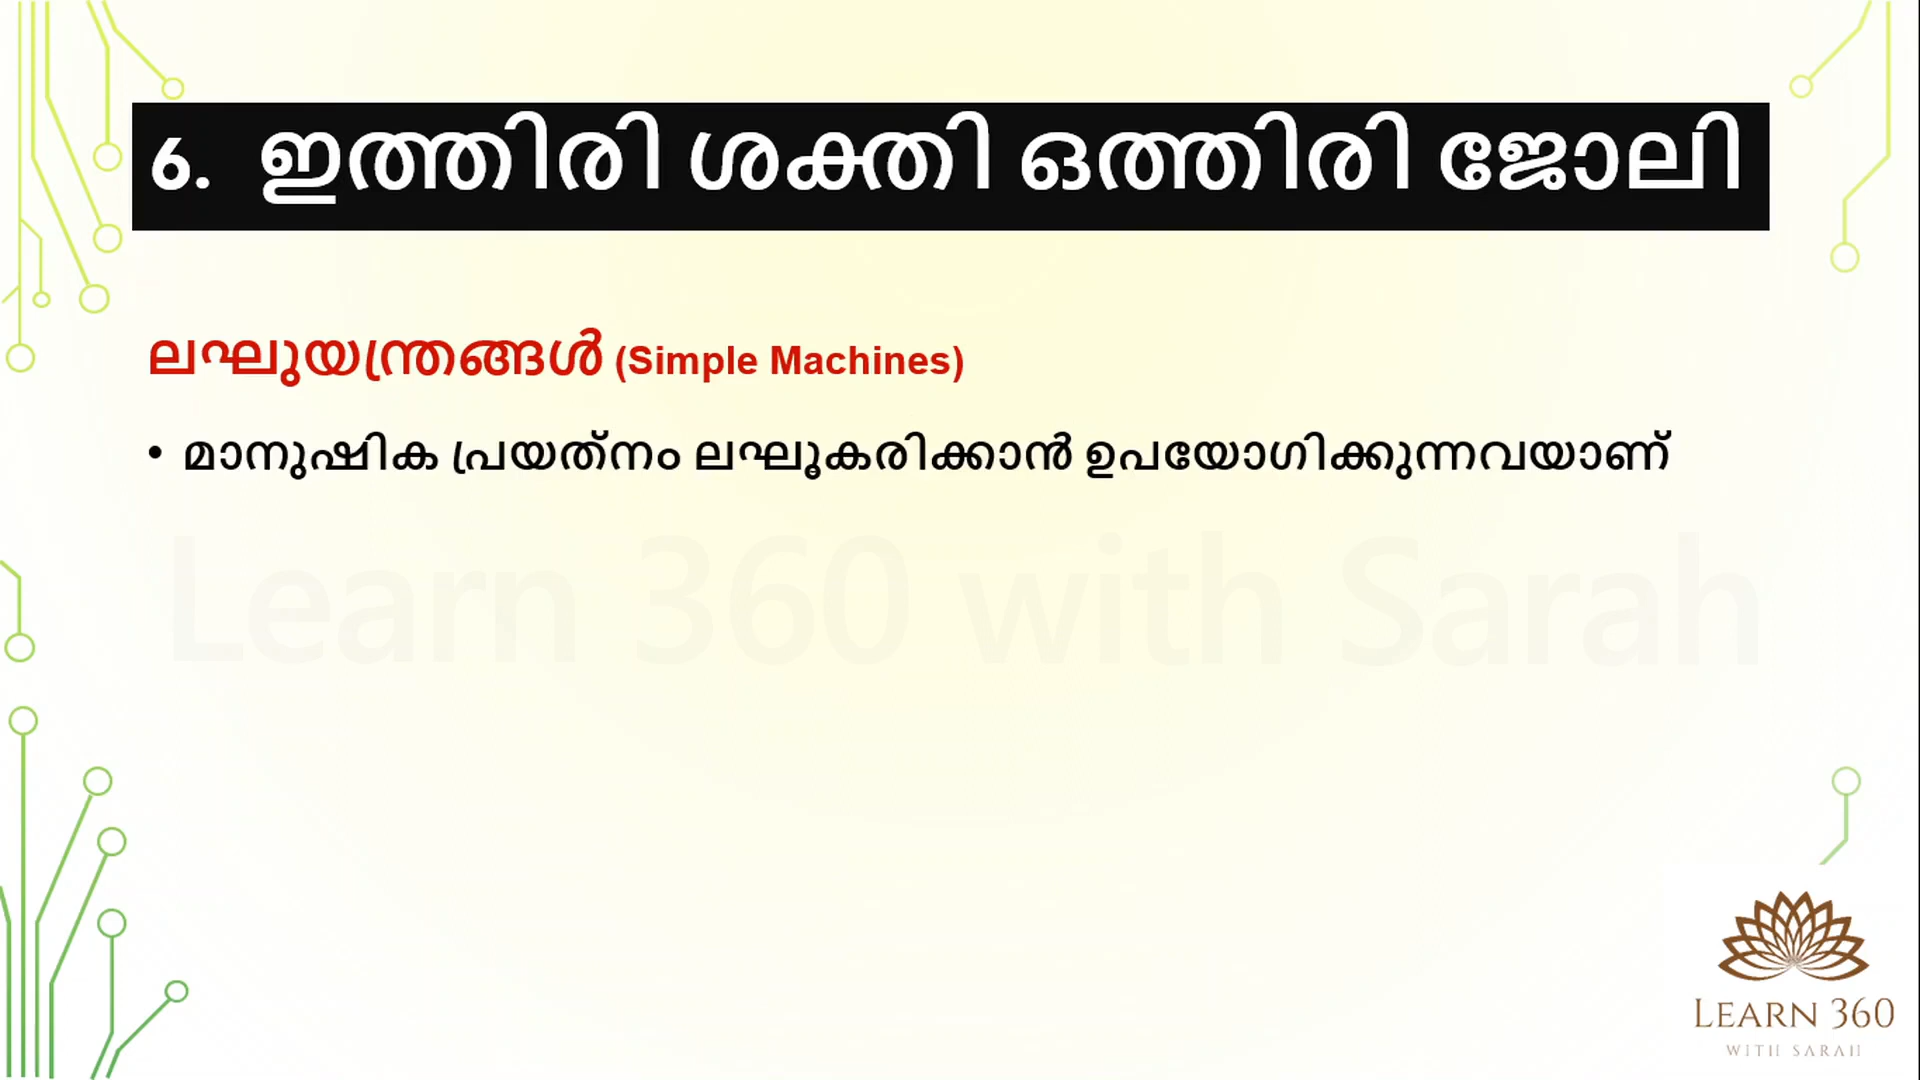 6. ഇത്തിരി ശക്തി ഒത്തിരി ജോലി
ലഘുയന്ത്രങ്ങൾ (Simple Machines)
• മാനുഷിക പ്രയത്നം ലഘൂകരിക്കാൻ ഉപയോഗിക്കുന്നവയാണ്
Learn 360 with Sarah
LEARN 360
WITH SARAH